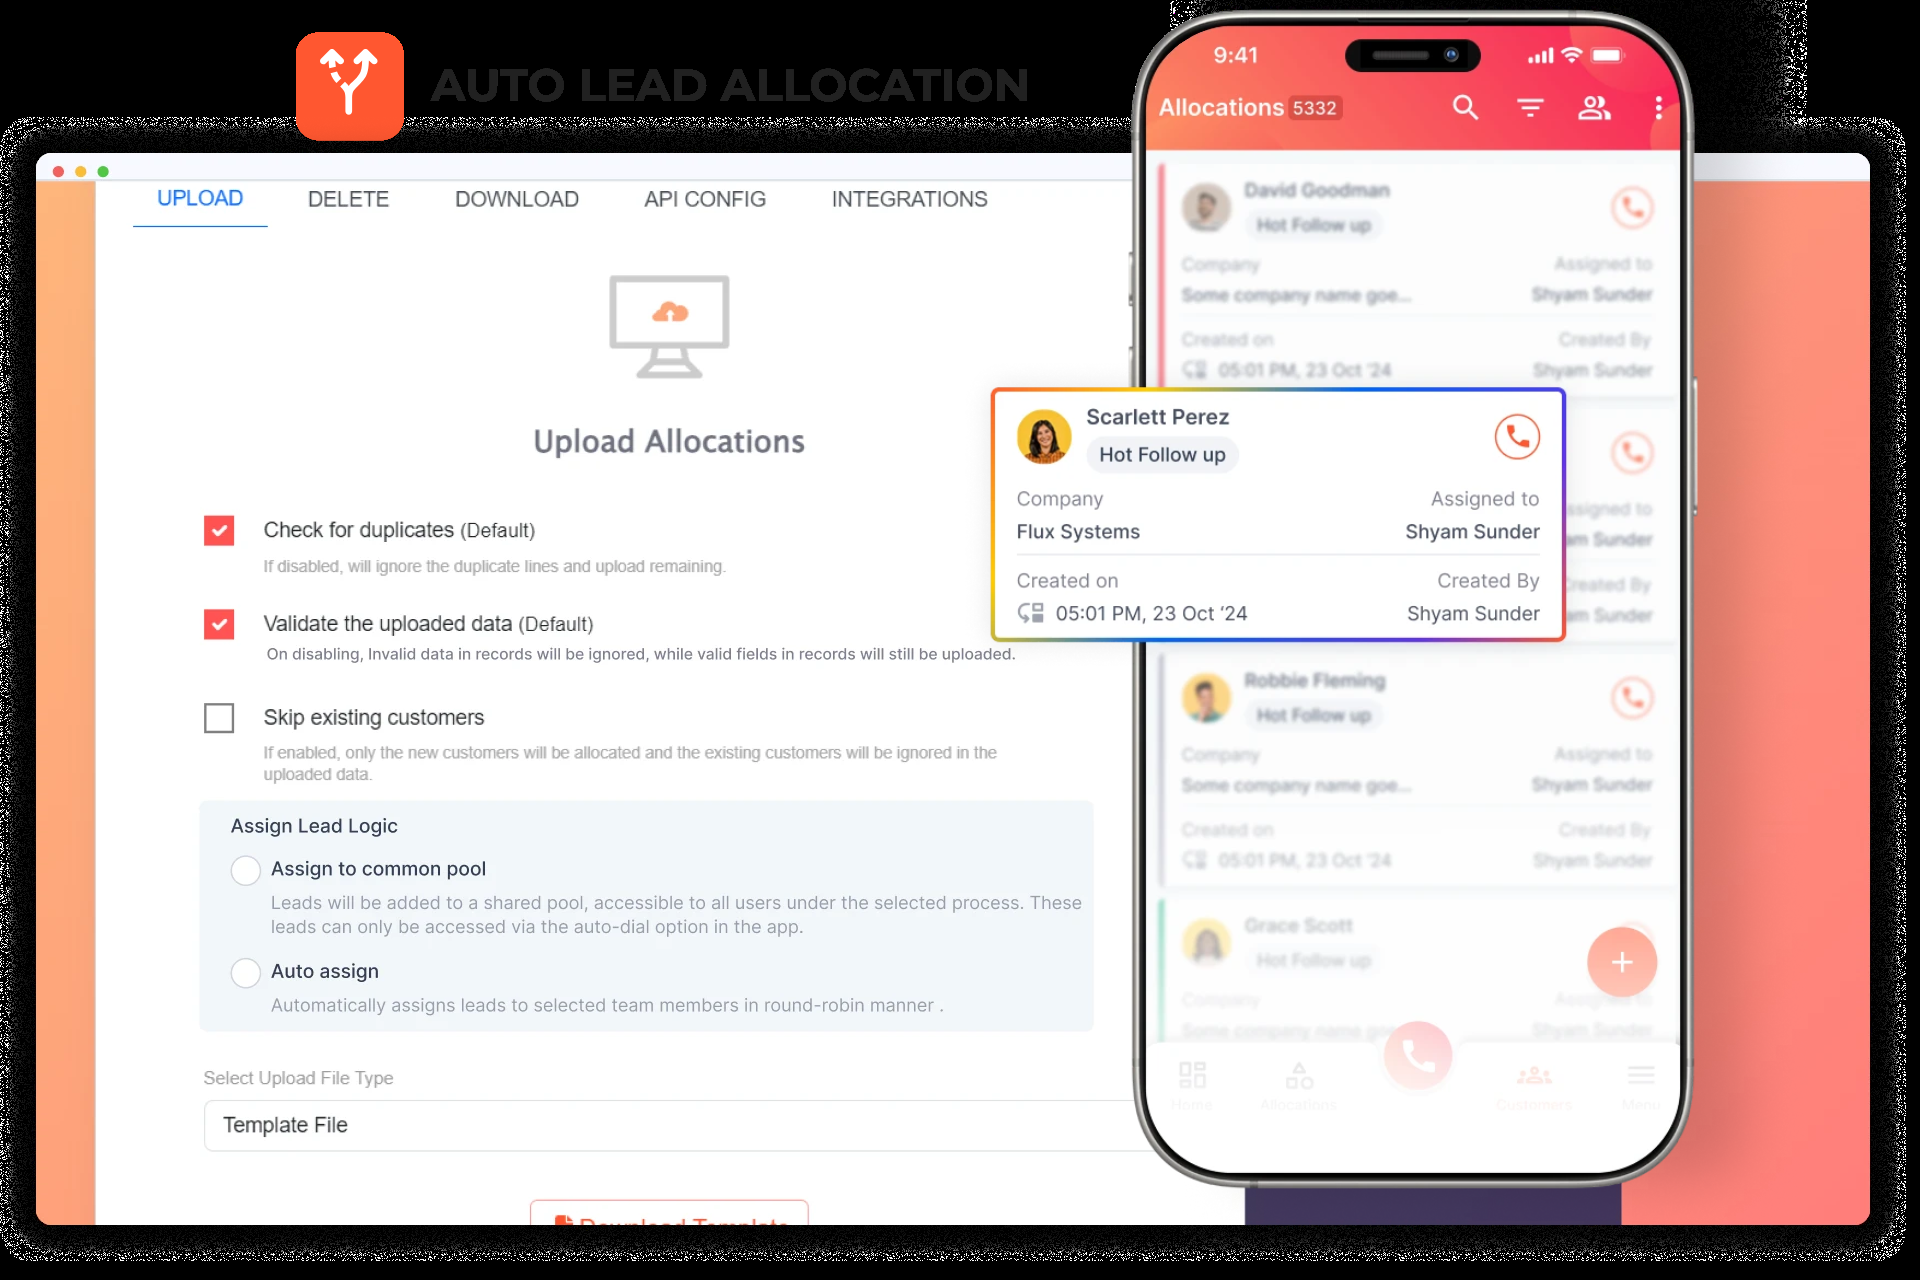 AUTO LEAD ALLOCATION
UPLOAD DELETE DOWNLOAD API CONFIG INTEGRATIONS
Upload Allocations
Check for duplicates (Default)
If disabled, will ignore the duplicate lines and upload remaining.
Validate the uploaded data (Default)
On disabling, Invalid data in records will be ignored, while valid fields in records will still be uploaded.
Skip existing customers
If enabled, only the new customers will be allocated and the existing customers will be ignored in the
uploaded data.
Assign Lead Logic
Assign to common pool
Leads will be added to a shared pool, accessible to all users under the selected process. These
leads can only be accessed via the auto-dial option in the app.
Auto assign
Automatically assigns leads to selected team members in round-robin manner .
Select Upload File Type
Template File
Download Template
9:41
Allocations 5332
David Goodman
Hot Follow up
Company Assigned to
Some company name goe... Shyam Sunder
Created on Created By
05:01 PM, 23 Oct '24 Shyam Sunder
Scarlett Perez
Hot Follow up
Company Assigned to
Flux Systems Shyam Sunder
Created on Created By
05:01 PM, 23 Oct ‘24 Shyam Sunder
Robbie Fleming
Hot Follow up
Company Assigned to
Some company name goe... Shyam Sunder
Created on Created By
05:01 PM, 23 Oct '24 Shyam Sunder
Grace Scott
Hot Follow up
Company Assigned to
Some company name goe Shyam Sunder
Home Allocations Customers Menu